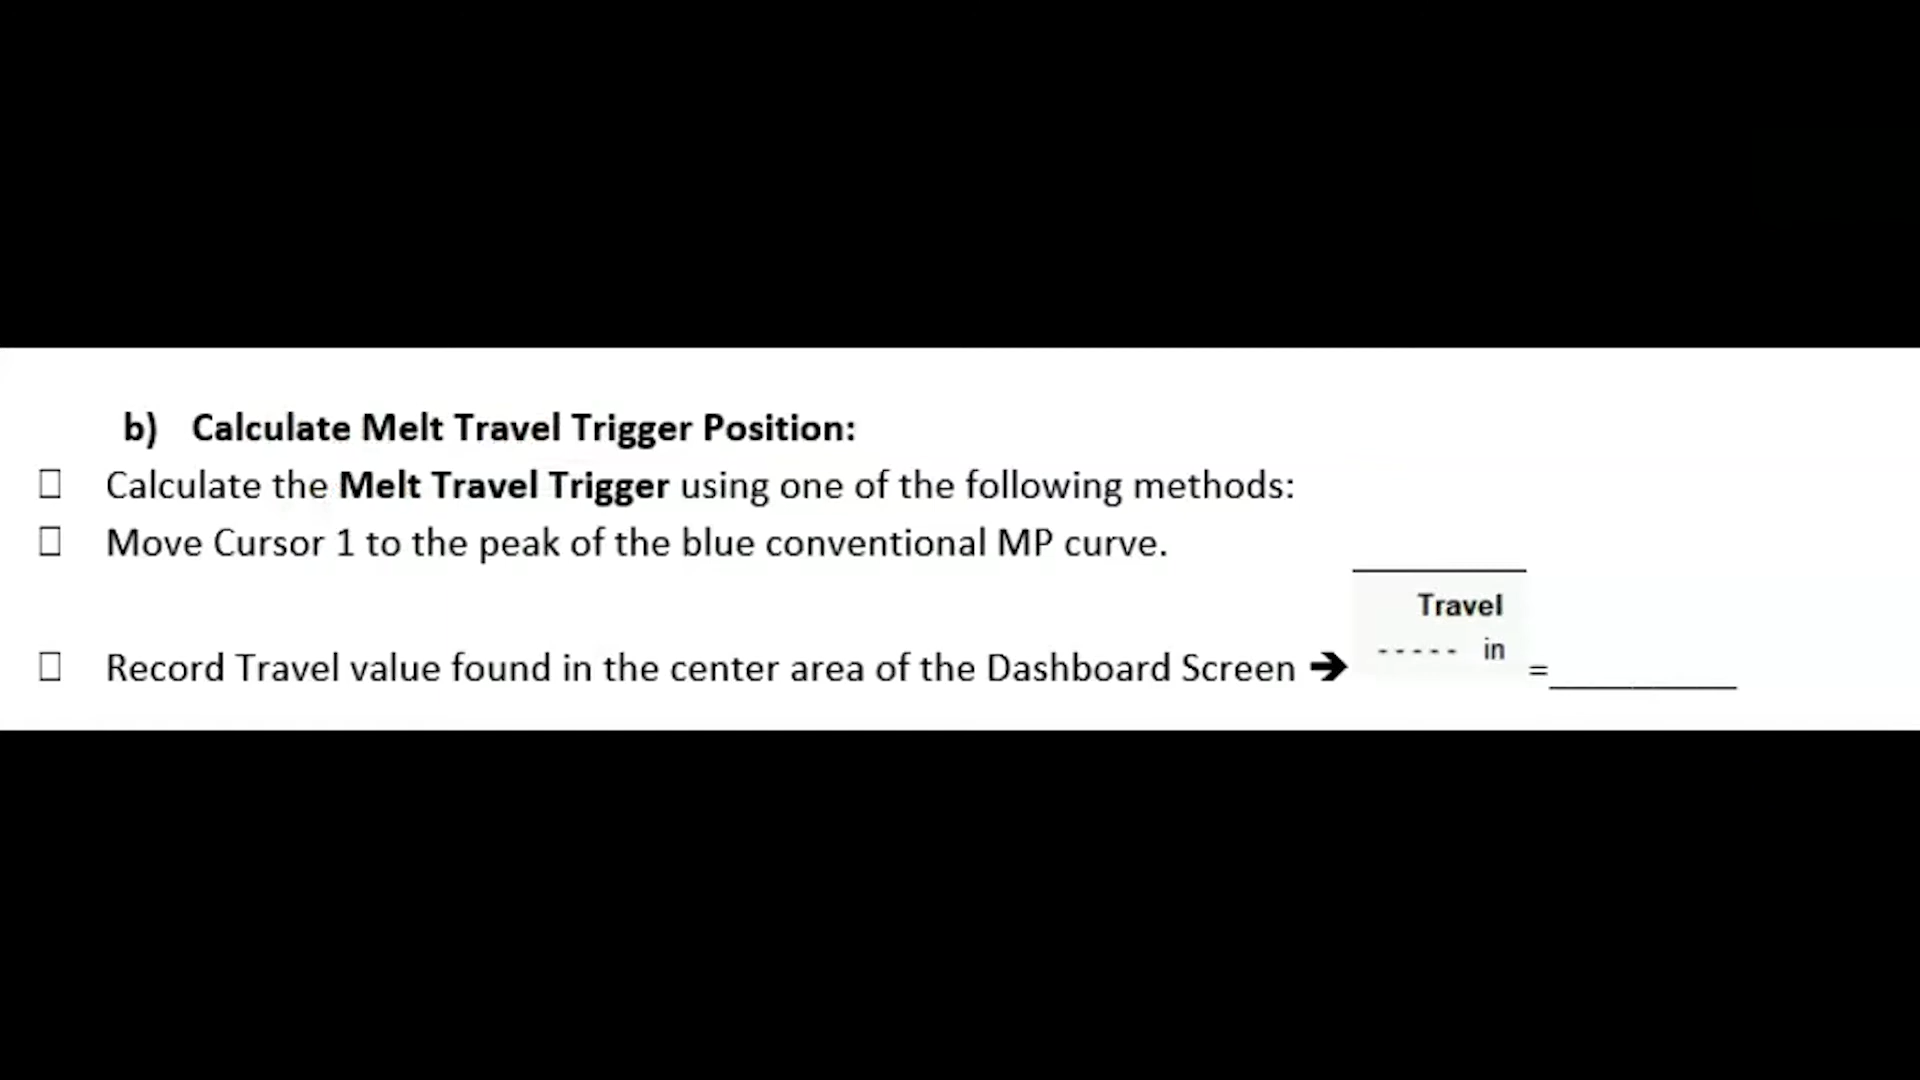 b) Calculate Melt Travel Trigger Position:
☐ Calculate the Melt Travel Trigger using one of the following methods:
☐ Move Cursor 1 to the peak of the blue conventional MP curve.
Travel
----- in
☐ Record Travel value found in the center area of the Dashboard Screen ➔ =__________